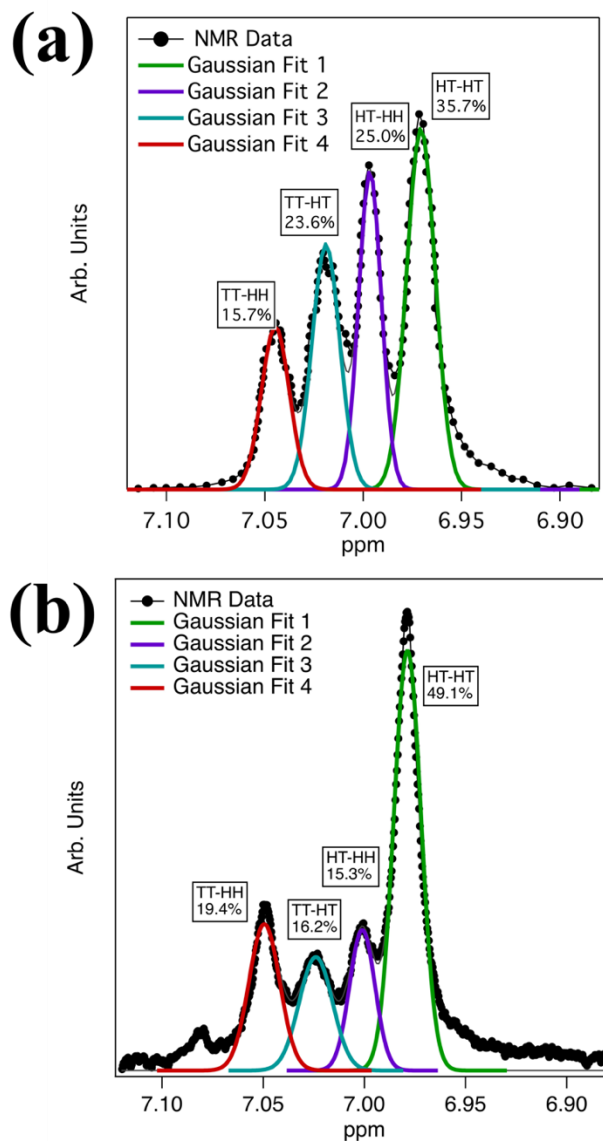 (a)
NMR Data
Gaussian Fit 1
Gaussian Fit 2
Gaussian Fit 3
Gaussian Fit 4
HT-HT
35.7%
HT-HH
25.0%
TT-HT
23.6%
TT-HH
15.7%
Arb. Units
7.10 7.05 7.00 6.95 6.90
ppm
(b)
NMR Data
Gaussian Fit 1
Gaussian Fit 2
Gaussian Fit 3
Gaussian Fit 4
HT-HT
49.1%
HT-HH
15.3%
TT-HH
19.4%
TT-HT
16.2%
Arb. Units
7.10 7.05 7.00 6.95 6.90
ppm